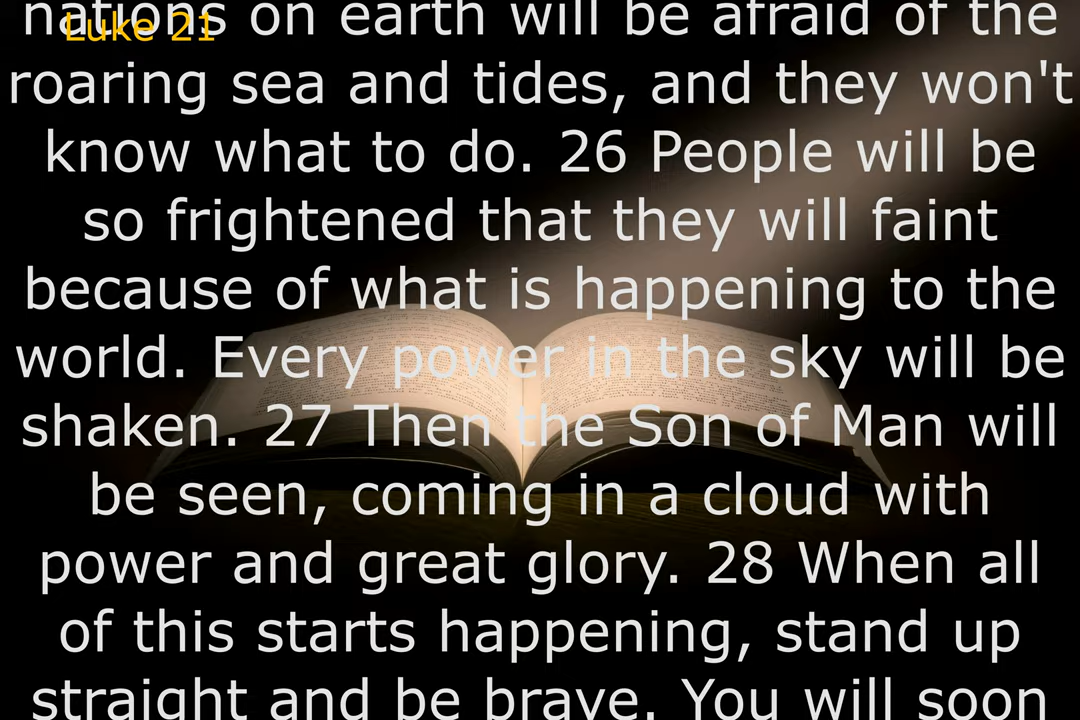 Luke 21
nations on earth will be afraid of the
roaring sea and tides, and they won't
know what to do. 26 People will be
so frightened that they will faint
because of what is happening to the
world. Every power in the sky will be
shaken. 27 Then the Son of Man will
be seen, coming in a cloud with
power and great glory. 28 When all
of this starts happening, stand up
straight and be brave. You will soon